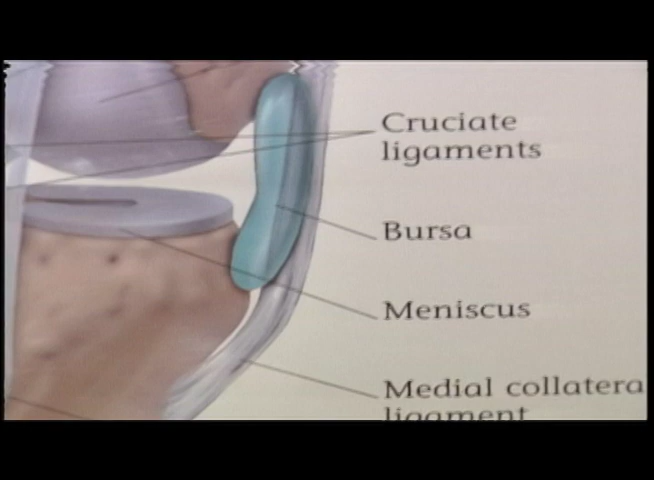 Cruciate
ligaments
Bursa
Meniscus
Medial collatera
ligament